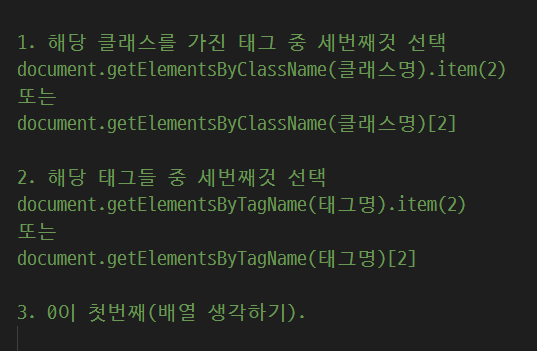 1. 해당 클래스를 가진 태그 중 세번째것 선택
document.getElementsByClassName(클래스명).item(2)
또는
document.getElementsByClassName(클래스명)[2]
2. 해당 태그들 중 세번째것 선택
document.getElementsByTagName(태그명).item(2)
또는
document.getElementsByTagName(태그명)[2]
3. 0이 첫번째(배열 생각하기).